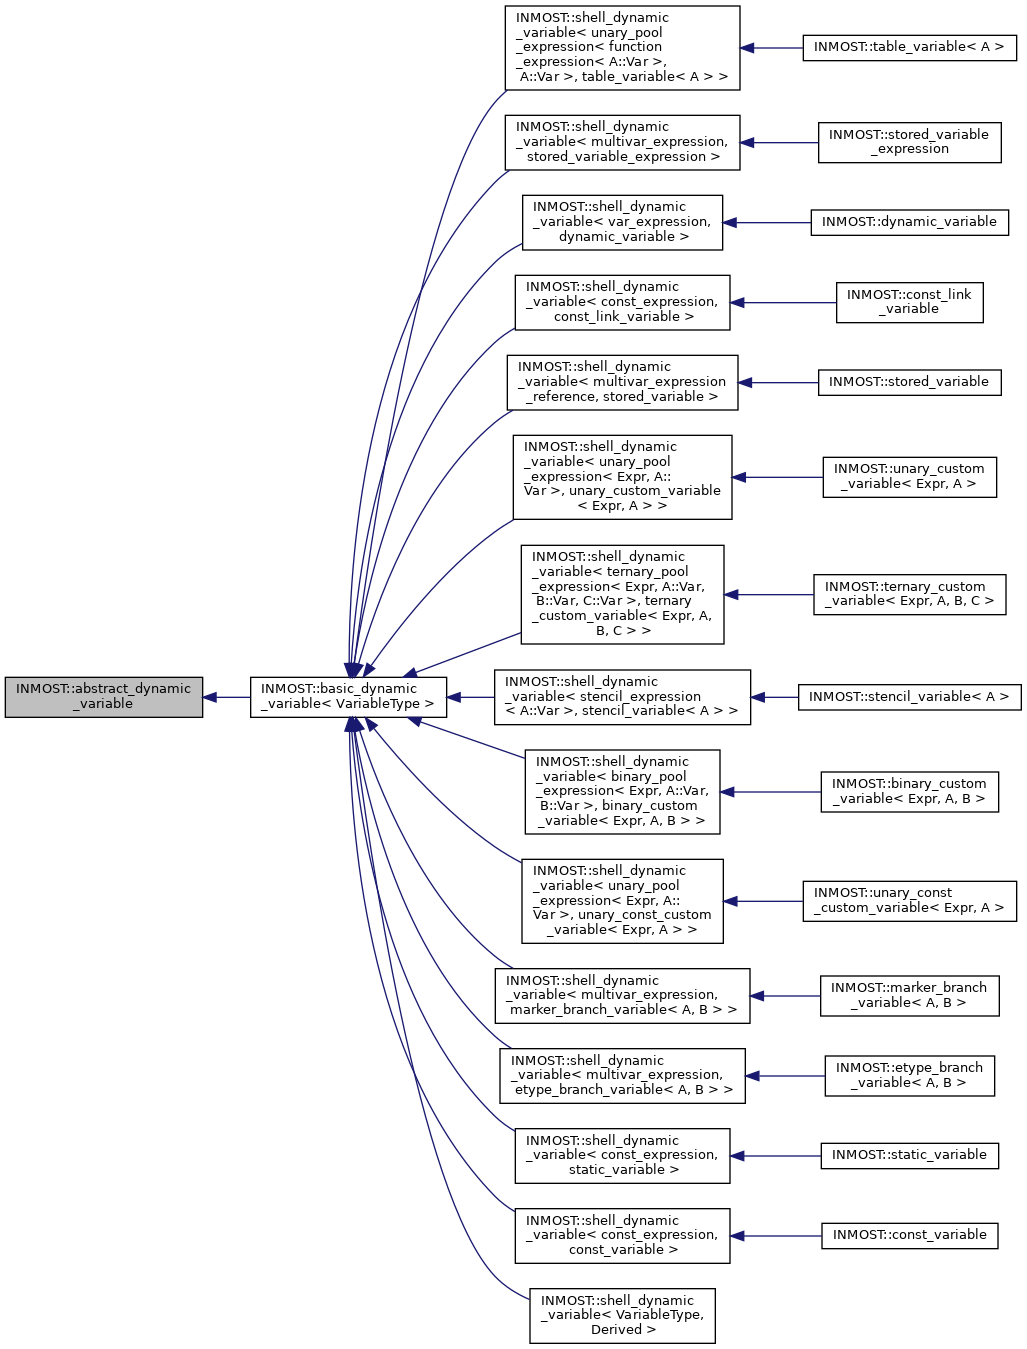 INMOST::shell_dynamic
_variable< unary_pool
_expression< function
_expression< A::Var >,
A::Var >, table_variable< A > >
INMOST::table_variable< A >
INMOST::shell_dynamic
_variable< multivar_expression,
stored_variable_expression >
INMOST::stored_variable
_expression
INMOST::shell_dynamic
_variable< var_expression,
dynamic_variable >
INMOST::dynamic_variable
INMOST::shell_dynamic
_variable< const_expression,
const_link_variable >
INMOST::const_link
_variable
INMOST::shell_dynamic
_variable< multivar_expression
_reference, stored_variable >
INMOST::stored_variable
INMOST::shell_dynamic
_variable< unary_pool
_expression< Expr, A::
Var >, unary_custom_variable
< Expr, A > >
INMOST::unary_custom
_variable< Expr, A >
INMOST::shell_dynamic
_variable< ternary_pool
_expression< Expr, A::Var,
B::Var, C::Var >, ternary
_custom_variable< Expr, A,
B, C > >
INMOST::ternary_custom
_variable< Expr, A, B, C >
INMOST::abstract_dynamic
_variable
INMOST::basic_dynamic
_variable< VariableType >
INMOST::shell_dynamic
_variable< stencil_expression
< A::Var >, stencil_variable< A > >
INMOST::stencil_variable< A >
INMOST::shell_dynamic
_variable< binary_pool
_expression< Expr, A::Var,
B::Var >, binary_custom
_variable< Expr, A, B > >
INMOST::binary_custom
_variable< Expr, A, B >
INMOST::shell_dynamic
_variable< unary_pool
_expression< Expr, A::
Var >, unary_const_custom
_variable< Expr, A > >
INMOST::unary_const
_custom_variable< Expr, A >
INMOST::shell_dynamic
_variable< multivar_expression,
marker_branch_variable< A, B > >
INMOST::marker_branch
_variable< A, B >
INMOST::shell_dynamic
_variable< multivar_expression,
etype_branch_variable< A, B > >
INMOST::etype_branch
_variable< A, B >
INMOST::shell_dynamic
_variable< const_expression,
static_variable >
INMOST::static_variable
INMOST::shell_dynamic
_variable< const_expression,
const_variable >
INMOST::const_variable
INMOST::shell_dynamic
_variable< VariableType,
Derived >